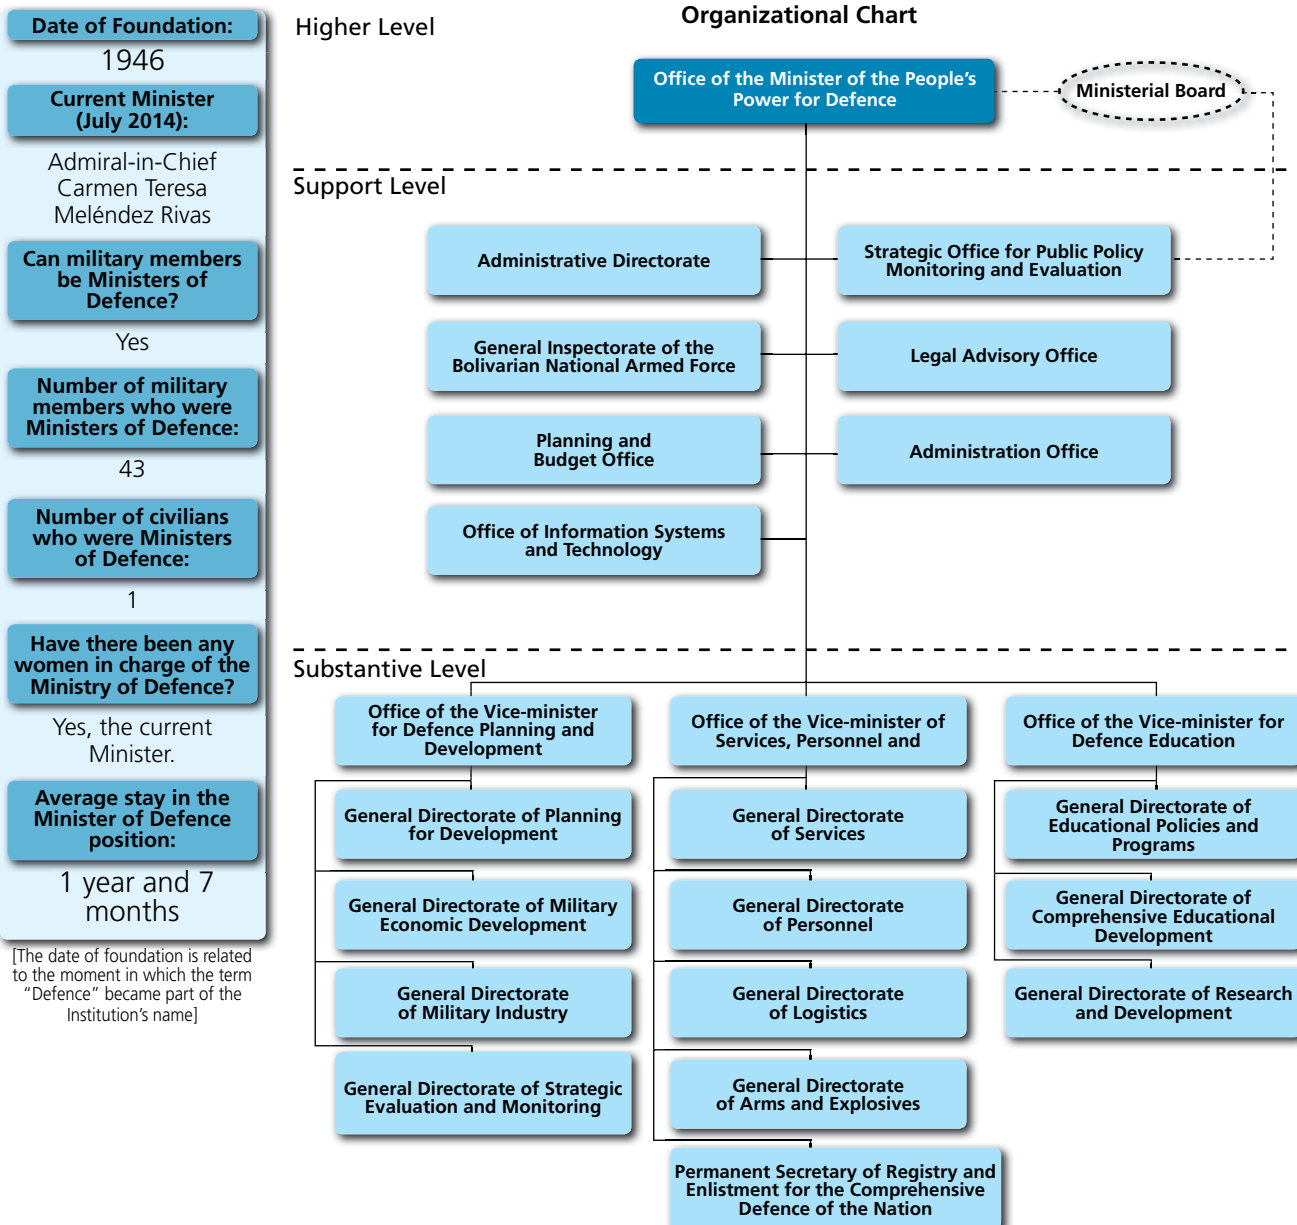 Date of Foundation:
1946
Current Minister
(July 2014):
Admiral-in-Chief
Carmen Teresa
Meléndez Rivas
Can military members
be Ministers of
Defence?
Yes
Number of military
members who were
Ministers of Defence:
43
Number of civilians
who were Ministers
of Defence:
1
Have there been any
women in charge of the
Ministry of Defence?
Yes, the current
Minister.
Average stay in the
Minister of Defence
position:
1 year and 7
months
[The date of foundation is related
to the moment in which the term
“Defence” became part of the
Institution’s name]
Organizational Chart
Higher Level
Office of the Minister of the People’s
Power for Defence
Ministerial Board
Support Level
Administrative Directorate
Strategic Office for Public Policy
Monitoring and Evaluation
General Inspectorate of the
Bolivarian National Armed Force
Legal Advisory Office
Planning and
Budget Office
Administration Office
Office of Information Systems
and Technology
Substantive Level
Office of the Vice-minister
for Defence Planning and
Development
General Directorate of Planning
for Development
General Directorate of Military
Economic Development
General Directorate
of Military Industry
General Directorate of Strategic
Evaluation and Monitoring
Office of the Vice-minister of
Services, Personnel and
General Directorate
of Services
General Directorate
of Personnel
General Directorate
of Logistics
General Directorate
of Arms and Explosives
Permanent Secretary of Registry and
Enlistment for the Comprehensive
Defence of the Nation
Office of the Vice-minister for
Defence Education
General Directorate of
Educational Policies and
Programs
General Directorate of
Comprehensive Educational
Development
General Directorate of Research
and Development